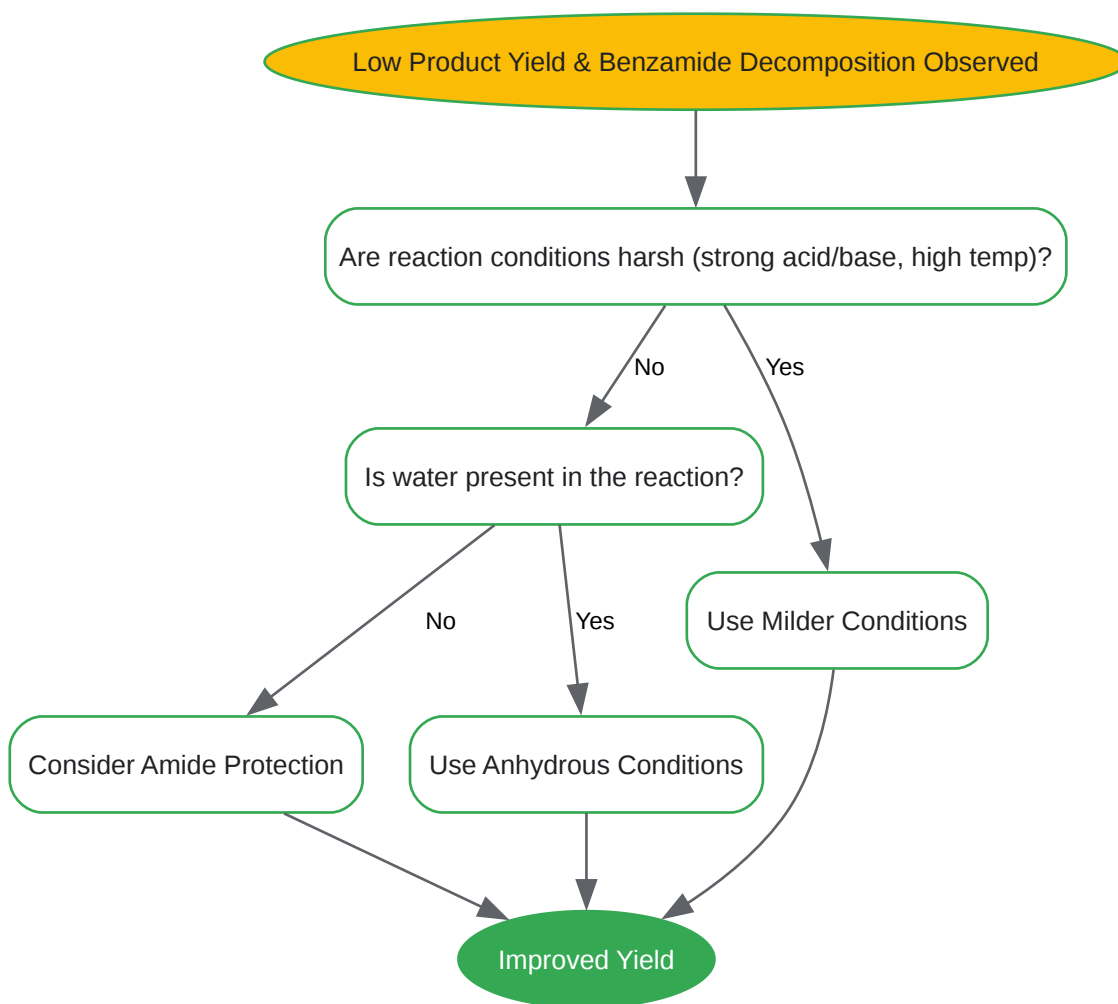 Low Product Yield & Benzamide Decomposition Observed
Are reaction conditions harsh (strong acid/base, high temp)?
No
Yes
Is water present in the reaction?
No
Yes
Use Milder Conditions
Consider Amide Protection
Use Anhydrous Conditions
Improved Yield